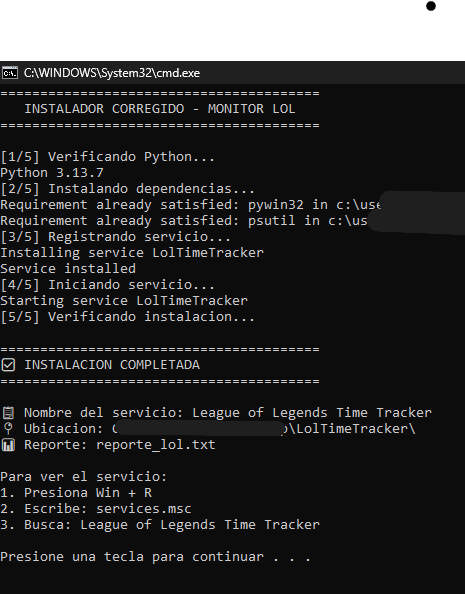 C:\WINDOWS\System32\cmd.exe
========================================
INSTALADOR CORREGIDO - MONITOR LOL
========================================
[1/5] Verificando Python...
Python 3.13.7
[2/5] Instalando dependencias...
Requirement already satisfied: pywin32 in c:\use
Requirement already satisfied: psutil in c:\us
[3/5] Registrando servicio...
Installing service LolTimeTracker
Service installed
[4/5] Iniciando servicio...
Starting service LolTimeTracker
[5/5] Verificando instalacion...
========================================
INSTALACION COMPLETADA
========================================
Nombre del servicio: League of Legends Time Tracker
Ubicacion: \LolTimeTracker\
Reporte: reporte_lol.txt
Para ver el servicio:
1. Presiona Win + R
2. Escribe: services.msc
3. Busca: League of Legends Time Tracker
Presione una tecla para continuar . . .